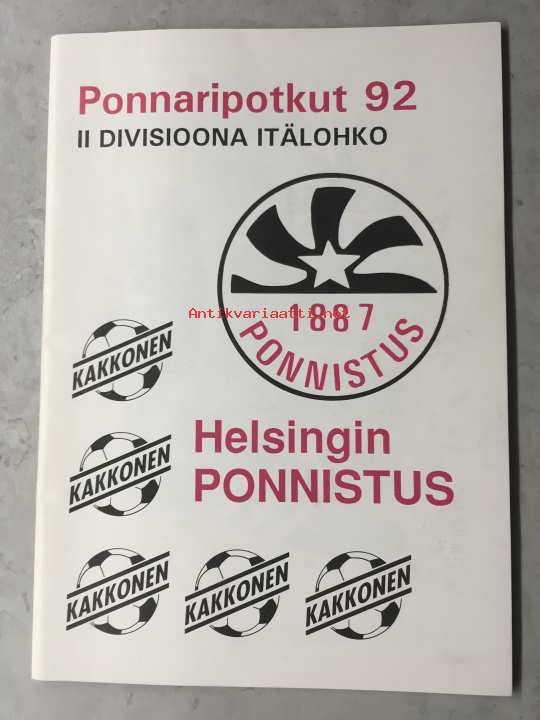 Ponnaripotkut 92
II DIVISIOONA ITÄLOHKO
Antikvariaatti.net
1887
PONNISTUS
KAKKONEN
KAKKONEN
Helsingin
PONNISTUS
KAKKONEN
KAKKONEN
KAKKONEN